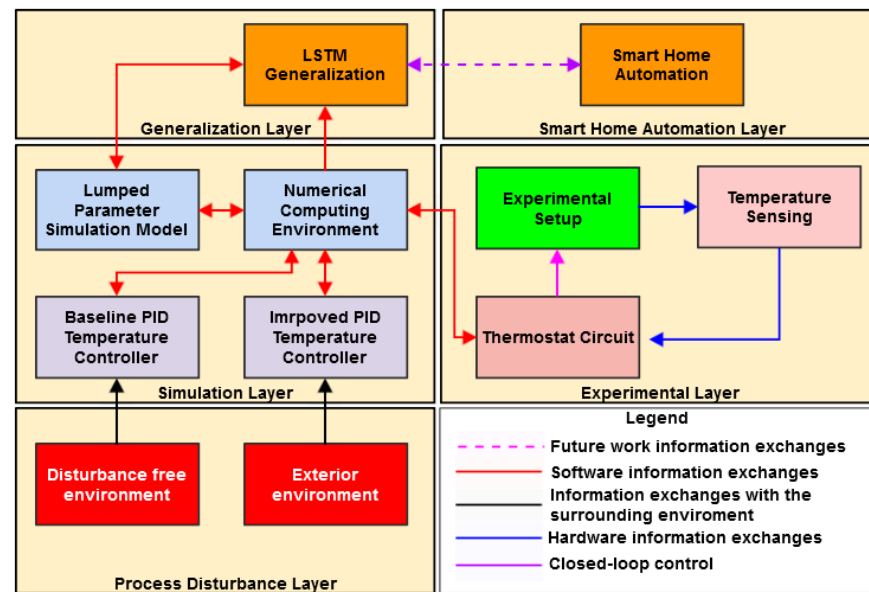 LSTM
Generalization
Smart Home
Automation
Generalization Layer
Smart Home Automation Layer
Lumped
Parameter
Simulation Model
Numerical
Computing
Environment
Experimental
Setup
Temperature
Sensing
Baseline PID
Temperature
Controller
Imrpoved PID
Temperature
Controller
Thermostat Circuit
Simulation Layer
Experimental Layer
Disturbance free
environment
Exterior
environment
Process Disturbance Layer
Legend
Future work information exchanges
Software information exchanges
Information exchanges with the
surrounding enviroment
Hardware information exchanges
Closed-loop control